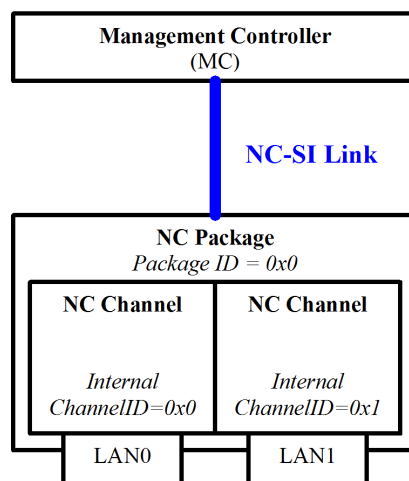 Management Controller
(MC)
NC-SI Link
NC Package
Package ID = 0x0
NC Channel
Internal
ChannelID=0x0
NC Channel
Internal
ChannelID=0x1
LAN0
LAN1